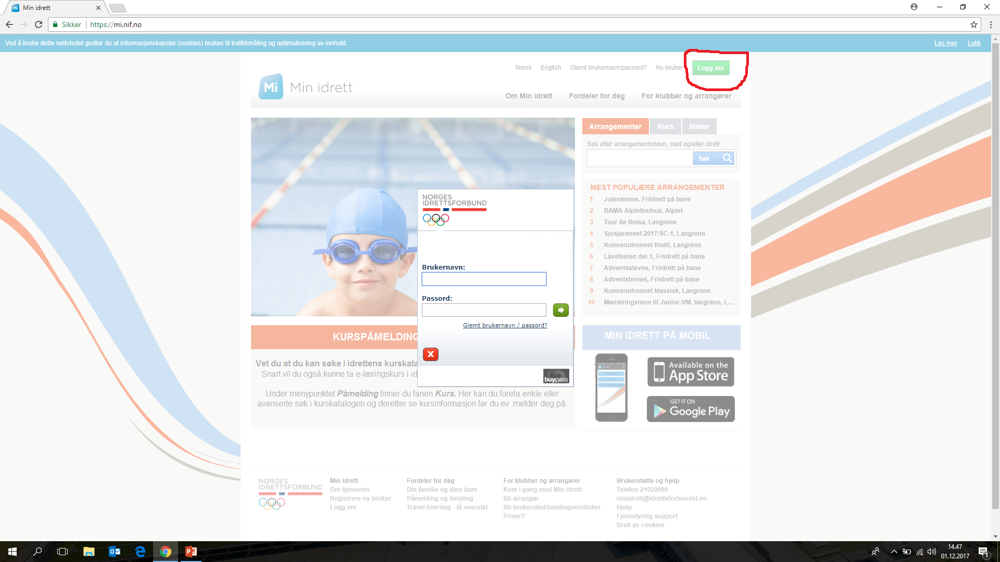 Min idrett
Sikker https://mi.nif.no
Ved å bruke dette nettstedet godtar du at informasjonskapsler (cookies) brukes til trafikkmåling og optimalisering av innhold.
Les mer Lukk
Norsk English Glemt brukernavn/passord? Ny bruker Logg inn
Mi Min idrett
Om Min idrett Fordeler for deg For klubber og arrangører
Arrangementer Kurs Møter
Søk etter arrangementsnavn, sted og/eller idrett
Søk
MEST POPULÆRE ARRANGEMENTER
1 Julestemne, Friidrett på bane
2 BAMA Alpinfestival, Alpint
3 Tour de Reisa, Langrenn
4 Sjusjørennet 2017/SC-1, Langrenn
5 Konnerudrennet fristil, Langrenn
6 Låvefesten del 1, Friidrett på bane
7 Adventsstevne, Friidrett på bane
8 Adventstevnet, Friidrett på bane
9 Konnerudrennet klassisk, Langrenn
10 Mønstringsrenn til Junior-VM, langrenn, L...
NORGES
IDRETTSFORBUND
Brukernavn:
Passord:
Glemt brukernavn / passord?
X
buypass
KURSPÅMELDING
Vet du at du kan søke i idrettens kurskata
Snart vil du også kunne ta e-læringskurs i id
Under menypunktet Påmelding finner du fanen Kurs. Her kan du foreta enkle eller
avanserte søk i kurskatalogen og deretter se kursinformasjon før du ev. melder deg på.
MIN IDRETT PÅ MOBIL
Available on the
App Store
GET IT ON
Google Play
NORGES
IDRETTSFORBUND
Min idrett
Om tjenesten
Registrere ny bruker
Logg inn
Fordeler for deg
Din familie og dine barn
Påmelding og betaling
Travel hverdag - få oversikt
For klubber og arrangører
Kom i gang med Min idrett
Bli arrangør
Bli brukersted/betalingsmottaker
Priser?
Brukerstøtte og hjelp
Telefon 21029090
minidrett@idrettsforbundet.no
Hjelp
Fjernstyring support
Bruk av cookies
14.47
01.12.2017
1